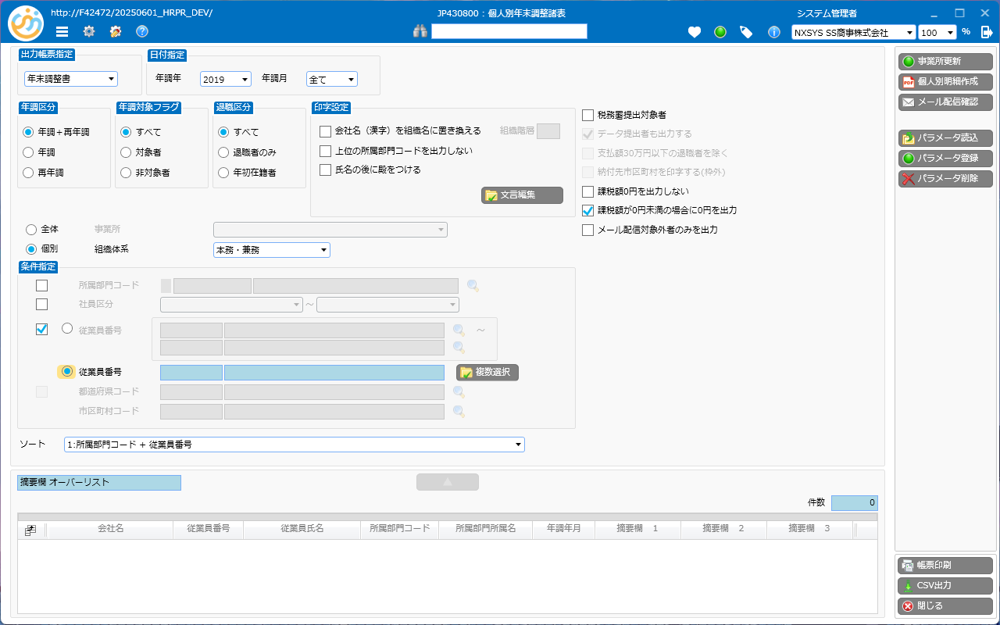 http://F42472/20250601_HRPR_DEV/
JP430800：個人別年末調整諸表
システム管理者
NXSYS SS商事株式会社
100
%
出力帳票指定
年末調整書
日付指定
年調年
2019
年調月
全て
年調区分
年調＋再年調
年調
再年調
年調対象フラグ
すべて
対象者
非対象者
退職区分
すべて
退職者のみ
年初在籍者
印字設定
会社名（漢字）を組織名に置き換える
組織階層
上位の所属部門コードを出力しない
氏名の後に殿をつける
文言編集
税務署提出対象者
データ提出者も出力する
支払額30万円以下の退職者を除く
納付先市区町村を印字する(枠外)
課税額0円を出力しない
課税額が0円未満の場合に0円を出力
メール配信対象外者のみを出力
全体
事業所
個別
組織体系
本務・兼務
条件指定
所属部門コード
社員区分
～
従業員番号
～
従業員番号
複数選択
都道府県コード
市区町村コード
ソート
1:所属部門コード + 従業員番号
摘要欄 オーバーリスト
件数
0
会社名
従業員番号
従業員氏名
所属部門コード
所属部門所属名
年調年月
摘要欄　1
摘要欄　2
摘要欄　3
事業所更新
個人別明細作成
メール配信確認
パラメータ読込
パラメータ登録
パラメータ削除
帳票印刷
CSV出力
閉じる